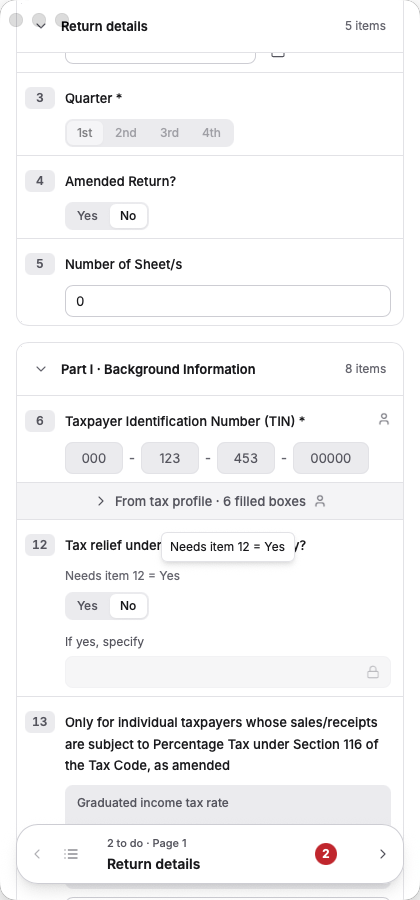 Return details
5 items
3
Quarter *
1st
2nd
3rd
4th
4
Amended Return?
Yes
No
5
Number of Sheet/s
0
Part I · Background Information
8 items
6
Taxpayer Identification Number (TIN) *
000 - 123 - 453 - 00000
From tax profile · 6 filled boxes
12
Tax relief under
y?
Needs item 12 = Yes
Needs item 12 = Yes
Yes
No
If yes, specify
13
Only for individual taxpayers whose sales/receipts
are subject to Percentage Tax under Section 116 of
the Tax Code, as amended
Graduated income tax rate
2 to do · Page 1
Return details
2